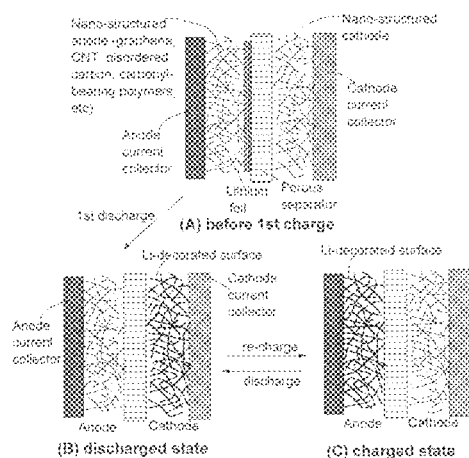 Nano-structured
anode -graphene,
CNT, disordered
carbon, carbonyl-
bearing polymers,
etc)
Nano-structured
cathode
Anode
current
collector
Cathode
current
collector
Lithium
foil
Porous
separator
1st discharge
(A) before 1st charge
Li-decorated surface
Cathode
current
collector
Anode
current
collector
Anode
Cathode
(B) discharged state
re-charge
discharge
Li-decorated surface
Anode
Cathode
(C) charged state